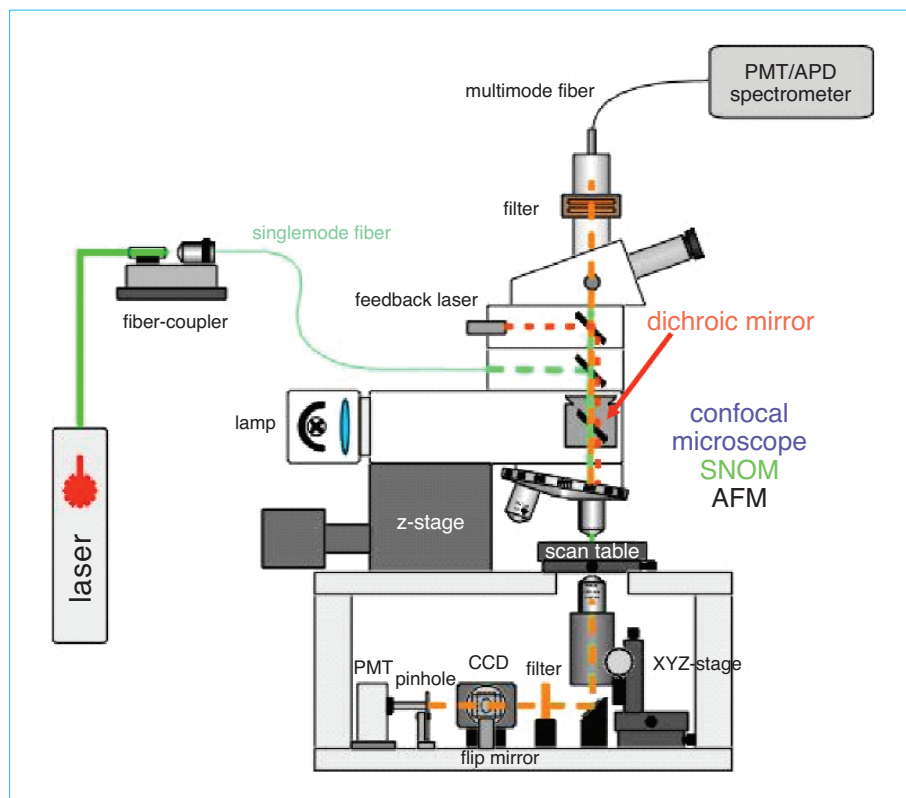 PMT/APD
spectrometer
multimode fiber
filter
singlemode fiber
feedback laser
fiber-coupler
dichroic mirror
lamp
confocal
microscope
SNOM
AFM
laser
z-stage
scan table
PMT
pinhole
CCD
filter
XYZ-stage
flip mirror